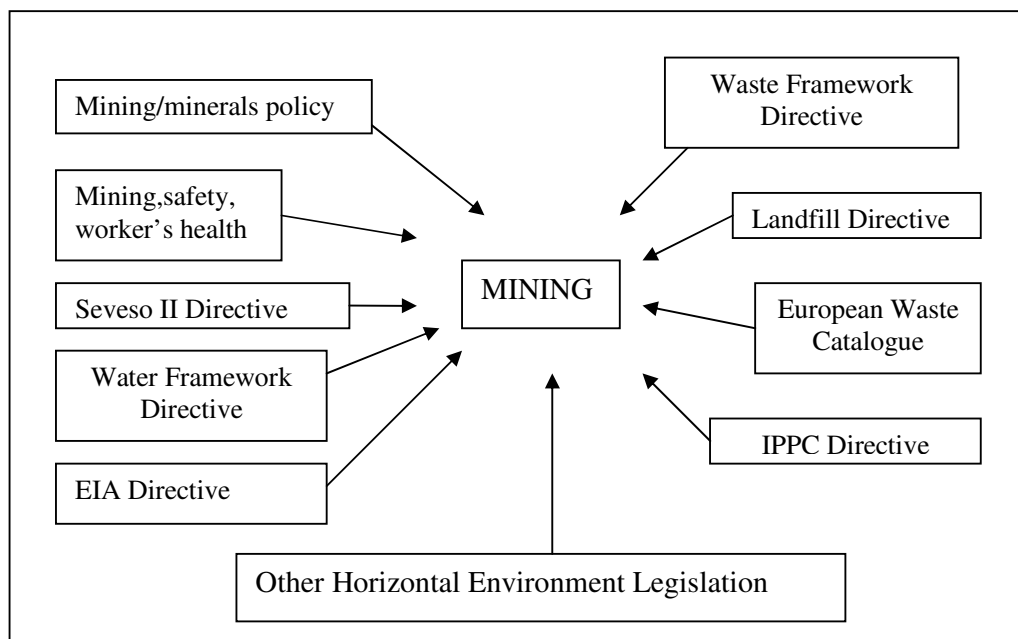 Mining/minerals policy
Mining,safety,
worker's health
Seveso II Directive
Water Framework
Directive
EIA Directive
MINING
Waste Framework
Directive
Landfill Directive
European Waste
Catalogue
IPPC Directive
Other Horizontal Environment Legislation